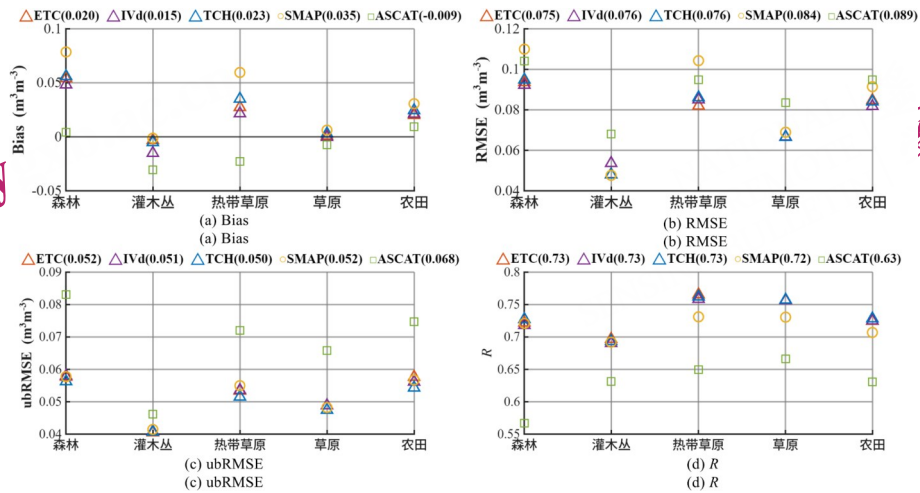 ETC(0.020) IVd(0.015) TCH(0.023) SMAP(0.035) ASCAT(-0.009)
0.1
0.05
0
-0.05
Bias (m³m⁻³)
森林 灌木丛 热带草原 草原 农田
(a) Bias
(a) Bias
ETC(0.075) IVd(0.076) TCH(0.076) SMAP(0.084) ASCAT(0.089)
0.12
0.1
0.08
0.06
0.04
RMSE (m³m⁻³)
森林 灌木丛 热带草原 草原 农田
(b) RMSE
(b) RMSE
ETC(0.052) IVd(0.051) TCH(0.050) SMAP(0.052) ASCAT(0.068)
0.09
0.08
0.07
0.06
0.05
0.04
ubRMSE (m³m⁻³)
森林 灌木丛 热带草原 草原 农田
(c) ubRMSE
(c) ubRMSE
ETC(0.73) IVd(0.73) TCH(0.73) SMAP(0.72) ASCAT(0.63)
0.8
0.75
0.7
0.65
0.6
0.55
R
森林 灌木丛 热带草原 草原 农田
(d) R
(d) R